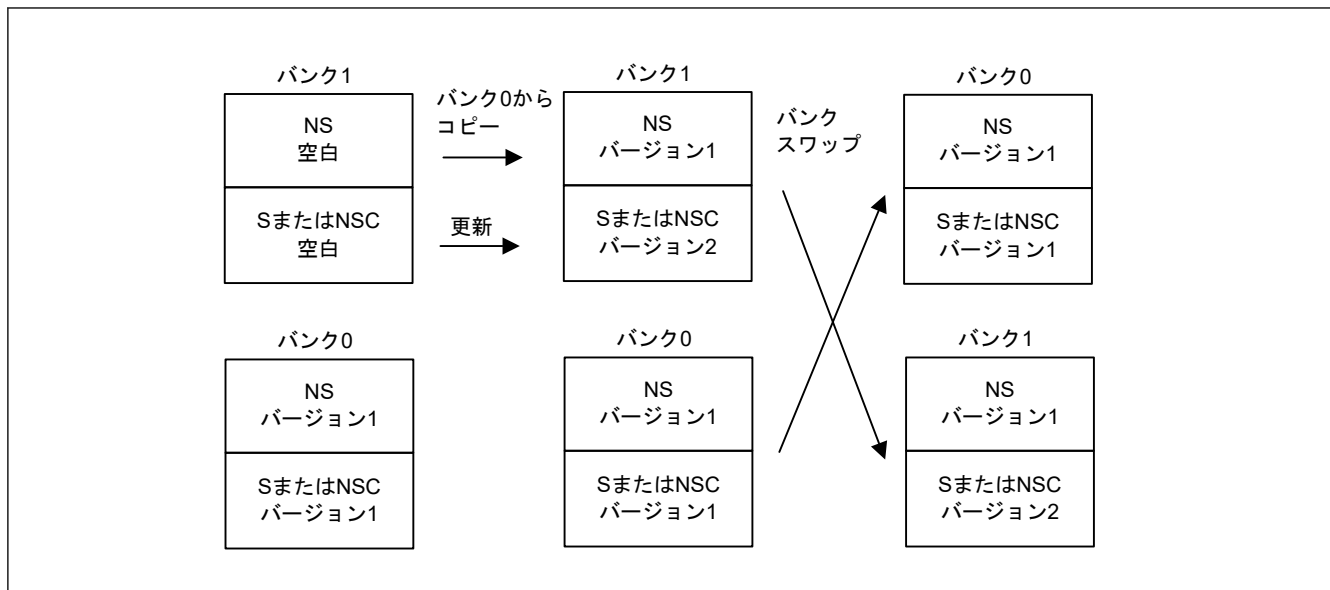 バンク1
NS
空白
SまたはNSC
空白
バンク0から
コピー
更新
バンク1
NS
バージョン1
SまたはNSC
バージョン2
バンク
スワップ
バンク0
NS
バージョン1
SまたはNSC
バージョン1
バンク0
NS
バージョン1
SまたはNSC
バージョン1
バンク0
NS
バージョン1
SまたはNSC
バージョン1
バンク1
NS
バージョン1
SまたはNSC
バージョン2